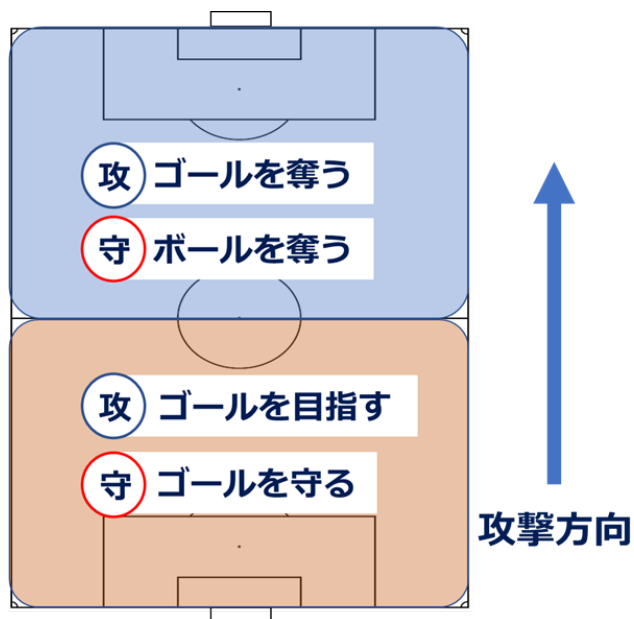 攻 ゴールを奪う
守 ボールを奪う
攻 ゴールを目指す
守 ゴールを守る
攻撃方向